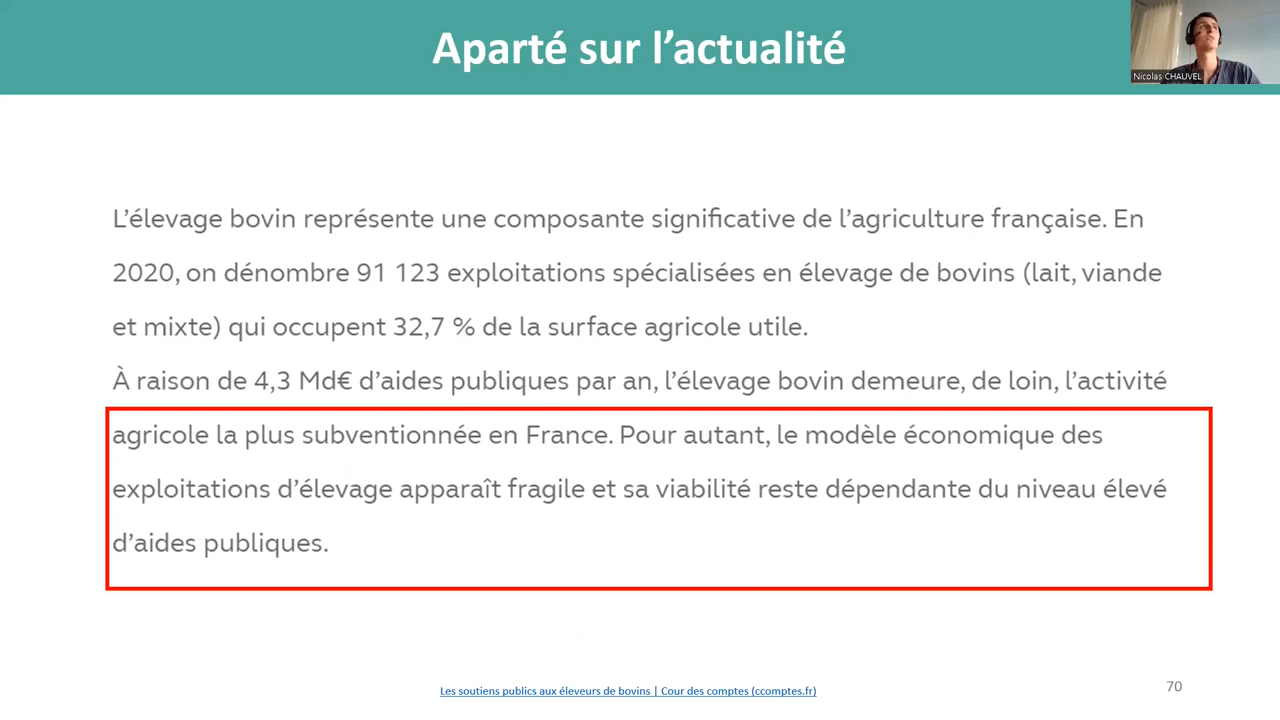 Aparté sur l’actualité
Nicolas CHAUVEL
L’élevage bovin représente une composante significative de l’agriculture française. En
2020, on dénombre 91 123 exploitations spécialisées en élevage de bovins (lait, viande
et mixte) qui occupent 32,7 % de la surface agricole utile.
À raison de 4,3 Md€ d’aides publiques par an, l’élevage bovin demeure, de loin, l’activité
agricole la plus subventionnée en France. Pour autant, le modèle économique des
exploitations d’élevage apparaît fragile et sa viabilité reste dépendante du niveau élevé
d’aides publiques.
Les soutiens publics aux éleveurs de bovins | Cour des comptes (ccomptes.fr)
70